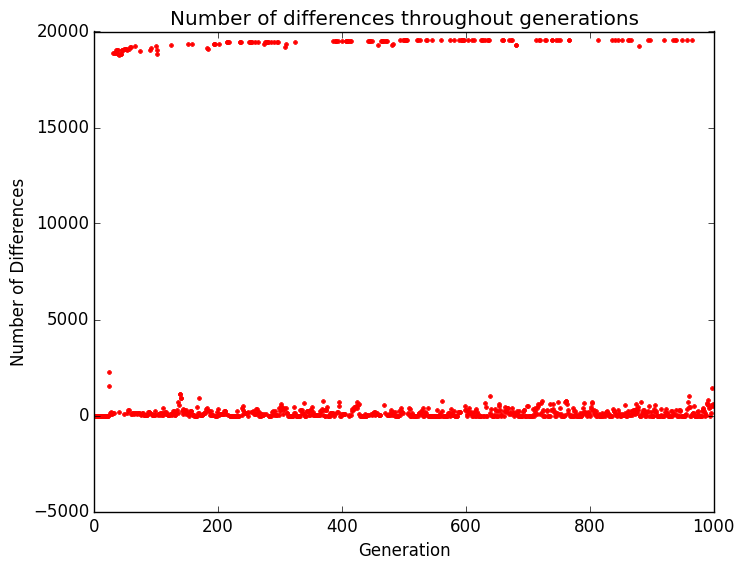 Number of differences throughout generations
20000
15000
10000
5000
0
−5000
Number of Differences
0 200 400 600 800 1000
Generation